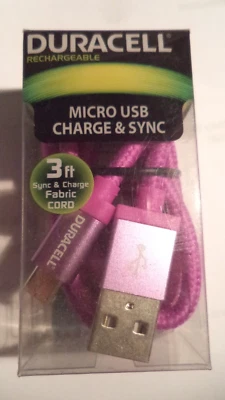 DURACELL
RECHARGEABLE
MICRO USB
CHARGE & SYNC
3ft
Sync & Charge
Fabric
CORD
DURACELL